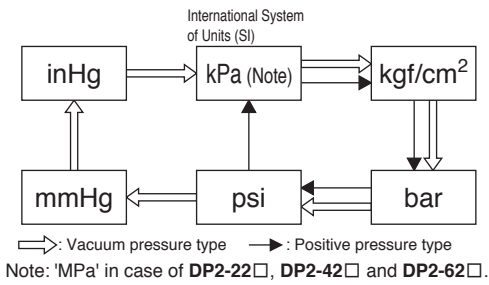 International System
of Units (SI)
inHg
kPa (Note)
kgf/cm²
mmHg
psi
bar
: Vacuum pressure type
: Positive pressure type
Note: 'MPa' in case of DP2-22□, DP2-42□ and DP2-62□.